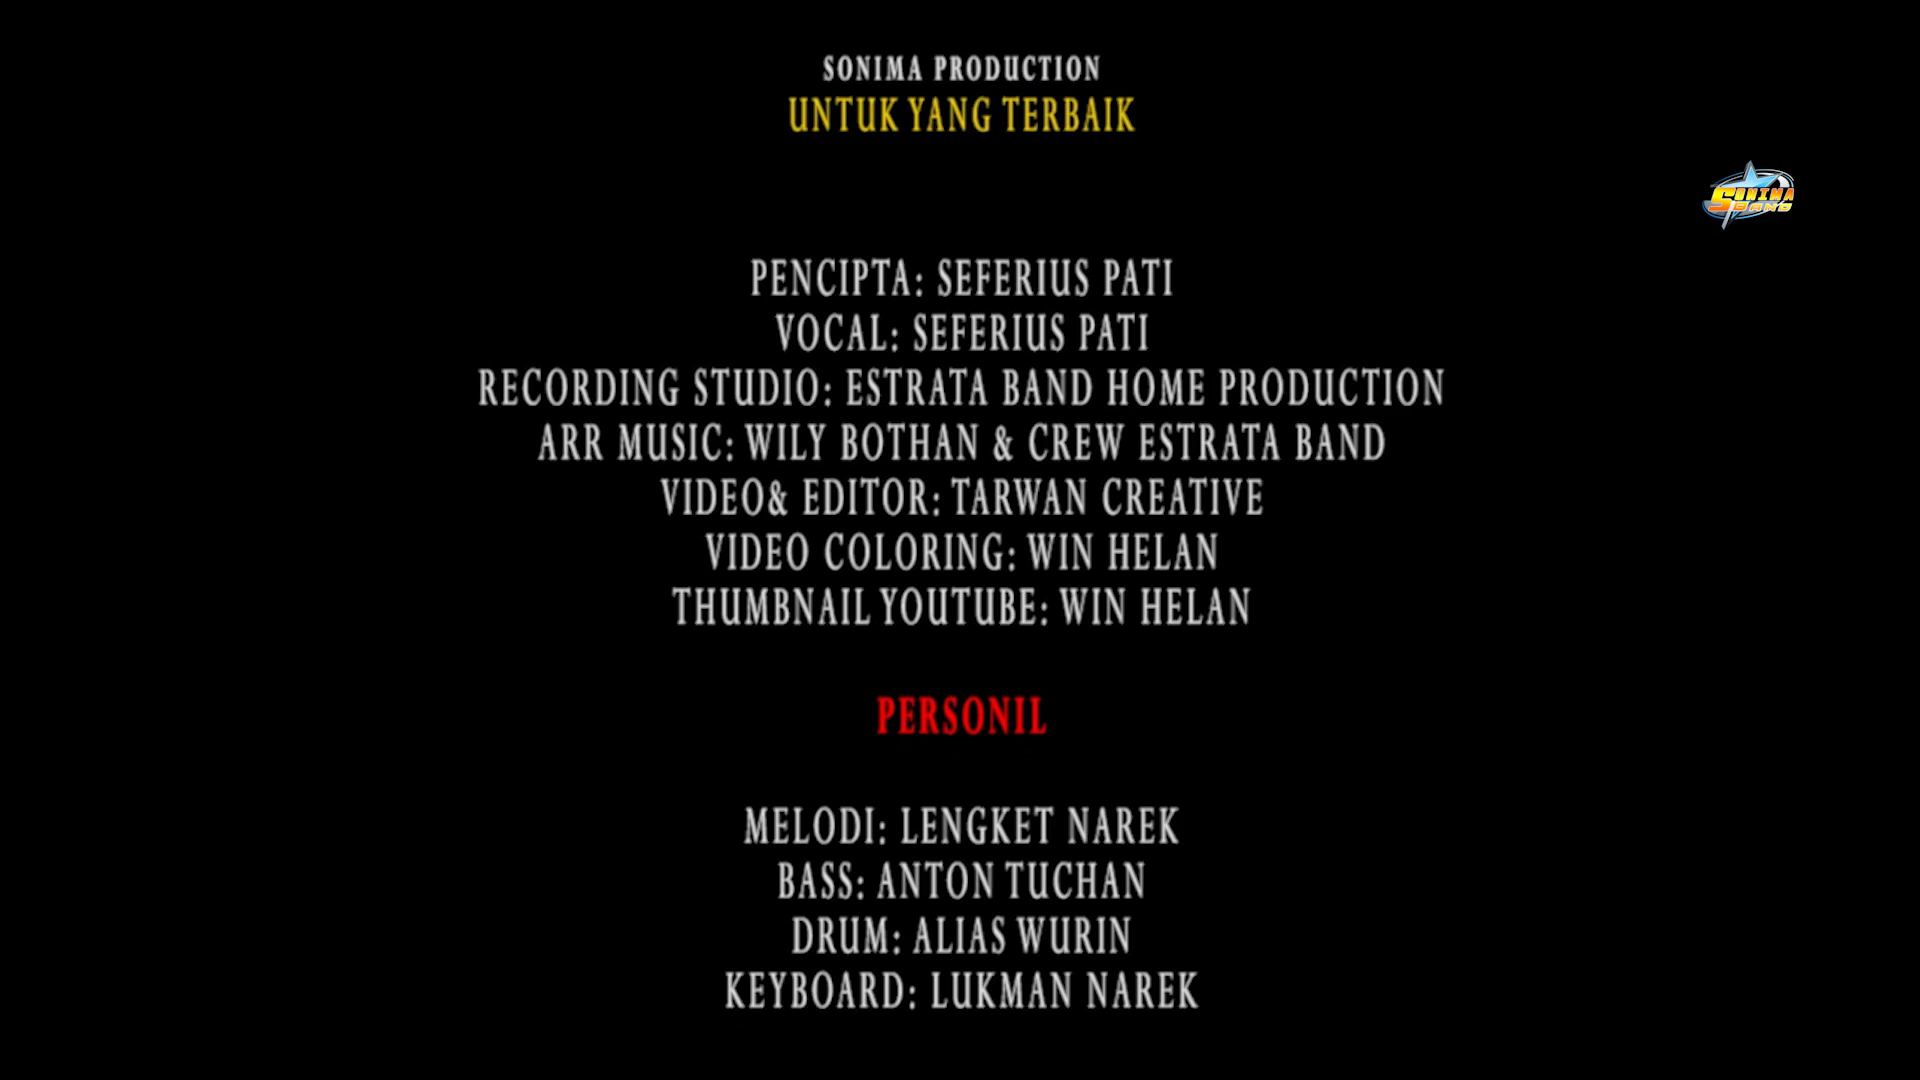 SONIMA PRODUCTION
UNTUK YANG TERBAIK
SONIMA
BAND
PENCIPTA: SEFERIUS PATI
VOCAL: SEFERIUS PATI
RECORDING STUDIO: ESTRATA BAND HOME PRODUCTION
ARR MUSIC: WILY BOTHAN & CREW ESTRATA BAND
VIDEO& EDITOR: TARWAN CREATIVE
VIDEO COLORING: WIN HELAN
THUMBNAIL YOUTUBE: WIN HELAN
PERSONIL
MELODI: LENGKET NAREK
BASS: ANTON TUCHAN
DRUM: ALIAS WURIN
KEYBOARD: LUKMAN NAREK